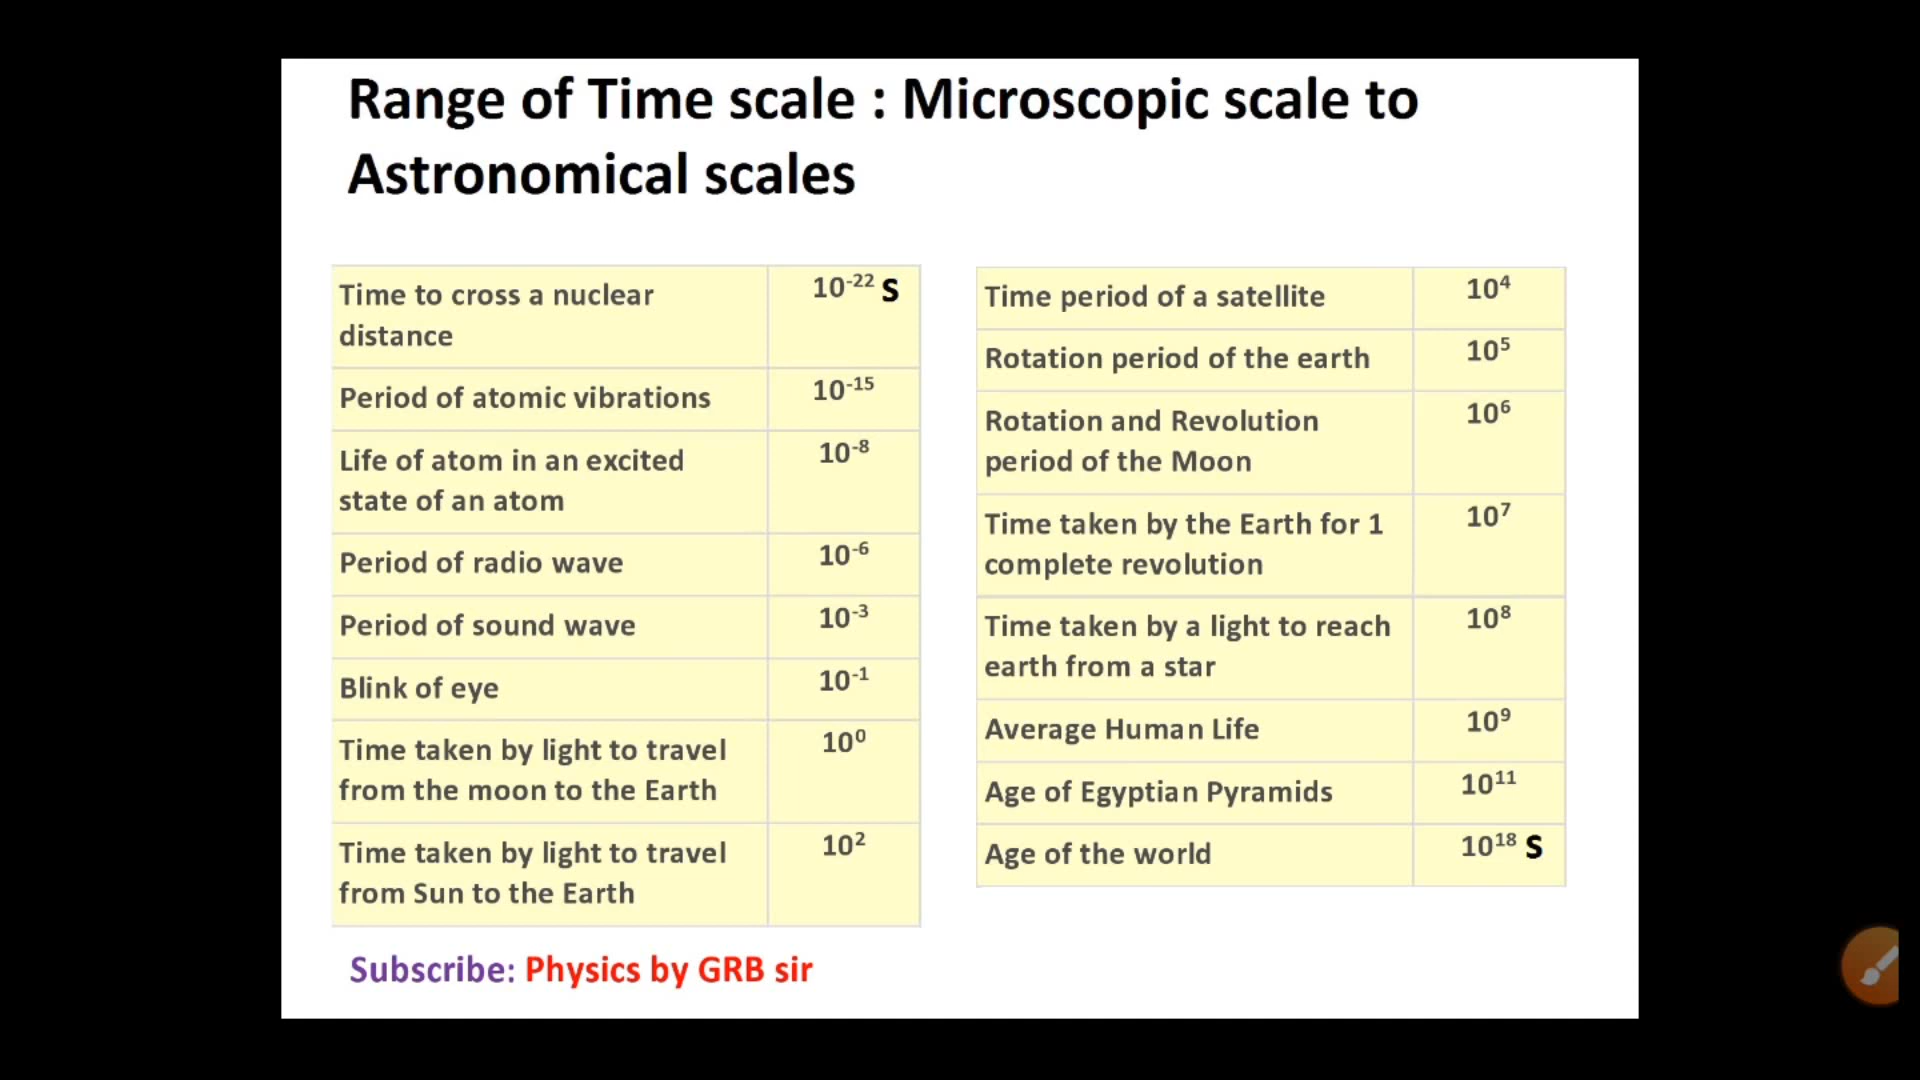 Range of Time scale : Microscopic scale to
Astronomical scales
Time to cross a nuclear
distance
10⁻²² S
Period of atomic vibrations
10⁻¹⁵
Life of atom in an excited
state of an atom
10⁻⁸
Period of radio wave
10⁻⁶
Period of sound wave
10⁻³
Blink of eye
10⁻¹
Time taken by light to travel
from the moon to the Earth
10⁰
Time taken by light to travel
from Sun to the Earth
10²
Time period of a satellite
10⁴
Rotation period of the earth
10⁵
Rotation and Revolution
period of the Moon
10⁶
Time taken by the Earth for 1
complete revolution
10⁷
Time taken by a light to reach
earth from a star
10⁸
Average Human Life
10⁹
Age of Egyptian Pyramids
10¹¹
Age of the world
10¹⁸ S
Subscribe: Physics by GRB sir